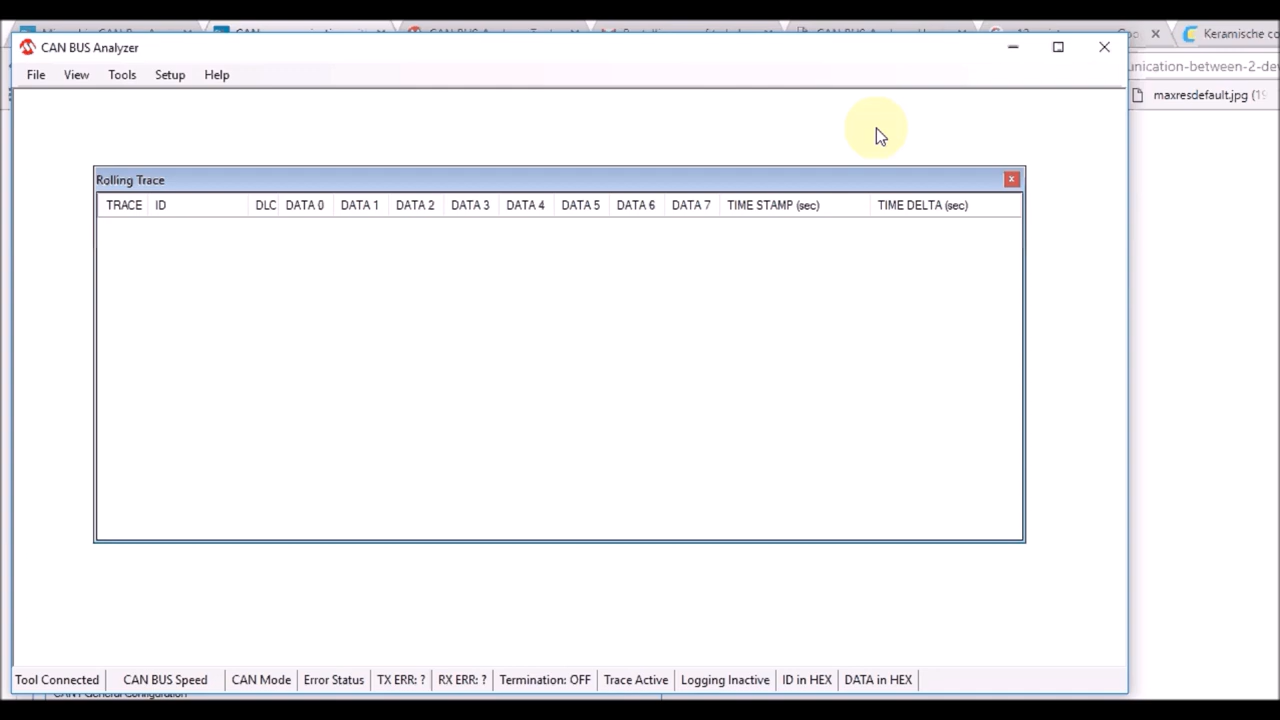 CAN BUS Analyzer
File View Tools Setup Help
unication-between-2-dev
maxresdefault.jpg (19
Keramische co
Rolling Trace
TRACE ID DLC DATA 0 DATA 1 DATA 2 DATA 3 DATA 4 DATA 5 DATA 6 DATA 7 TIME STAMP (sec) TIME DELTA (sec)
Tool Connected CAN BUS Speed CAN Mode Error Status TX ERR: ? RX ERR: ? Termination: OFF Trace Active Logging Inactive ID in HEX DATA in HEX